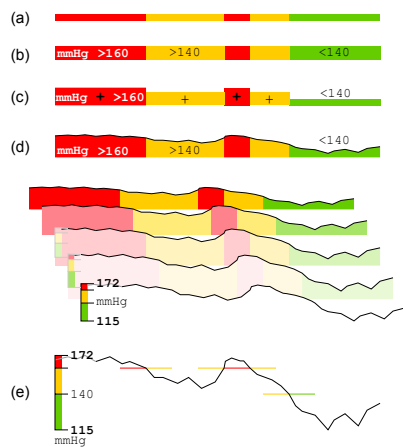 (a)
(b) mmHg >160 >140 <140
(c) mmHg + >160 + + + <140
(d) mmHg >160 >140 <140
172
mmHg
115
(e) 172
140
115
mmHg